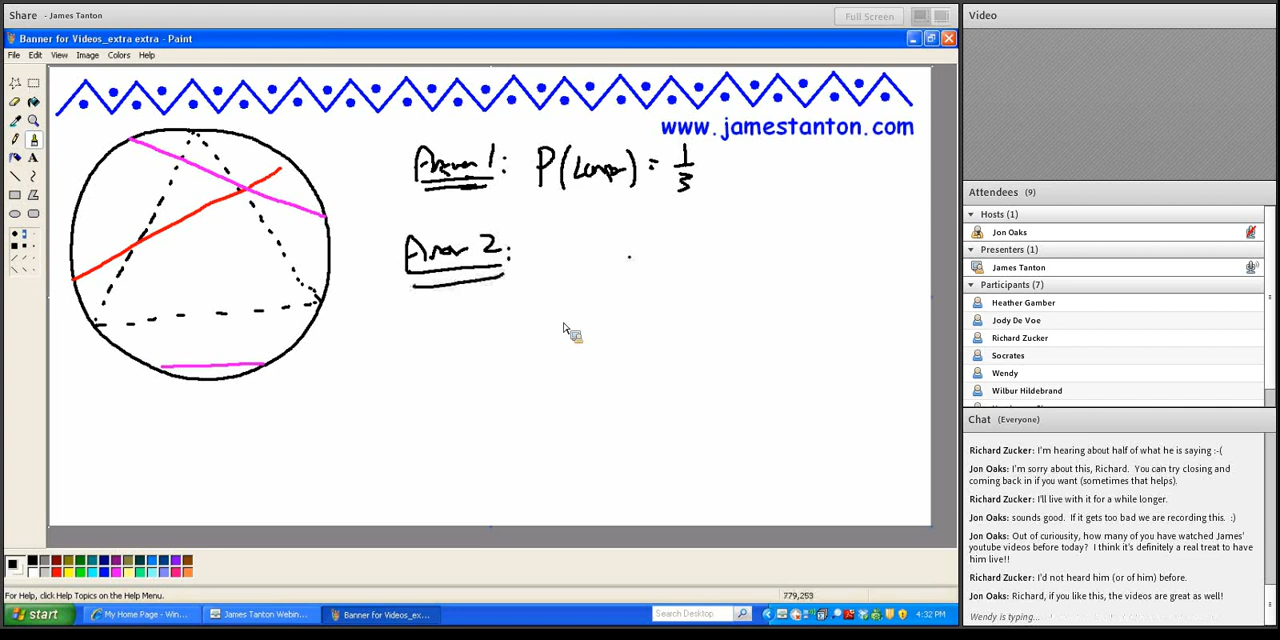 Share - James Tanton
Full Screen
Video
Banner for Videos_extra extra - Paint
File Edit View Image Colors Help
www.jamestanton.com
Answer 1: P(Longer) = 1/3
Answer 2:
Attendees (9)
Hosts (1)
Jon Oaks
Presenters (1)
James Tanton
Participants (7)
Heather Gamber
Jody De Voe
Richard Zucker
Socrates
Wendy
Wilbur Hildebrand
Chat (Everyone)
Richard Zucker: I'm hearing about half of what he is saying :-(
Jon Oaks: I'm sorry about this, Richard. You can try closing and
coming back in if you want (sometimes that helps).
Richard Zucker: I'll live with it for a while longer.
Jon Oaks: sounds good. If it gets too bad we are recording this. :)
Jon Oaks: Out of curiosity, how many of you have watched James'
youtube videos before today? I think it's definitely a real treat to have
him live!!
Richard Zucker: I'd not heard him (or of him) before.
Jon Oaks: Richard, if you like this, the videos are great as well!
Wendy is typing...
For Help, click Help Topics on the Help Menu.
779,253
start
My Home Page - Win...
James Tanton Webin...
Banner for Videos_ex...
Search Desktop
4:32 PM